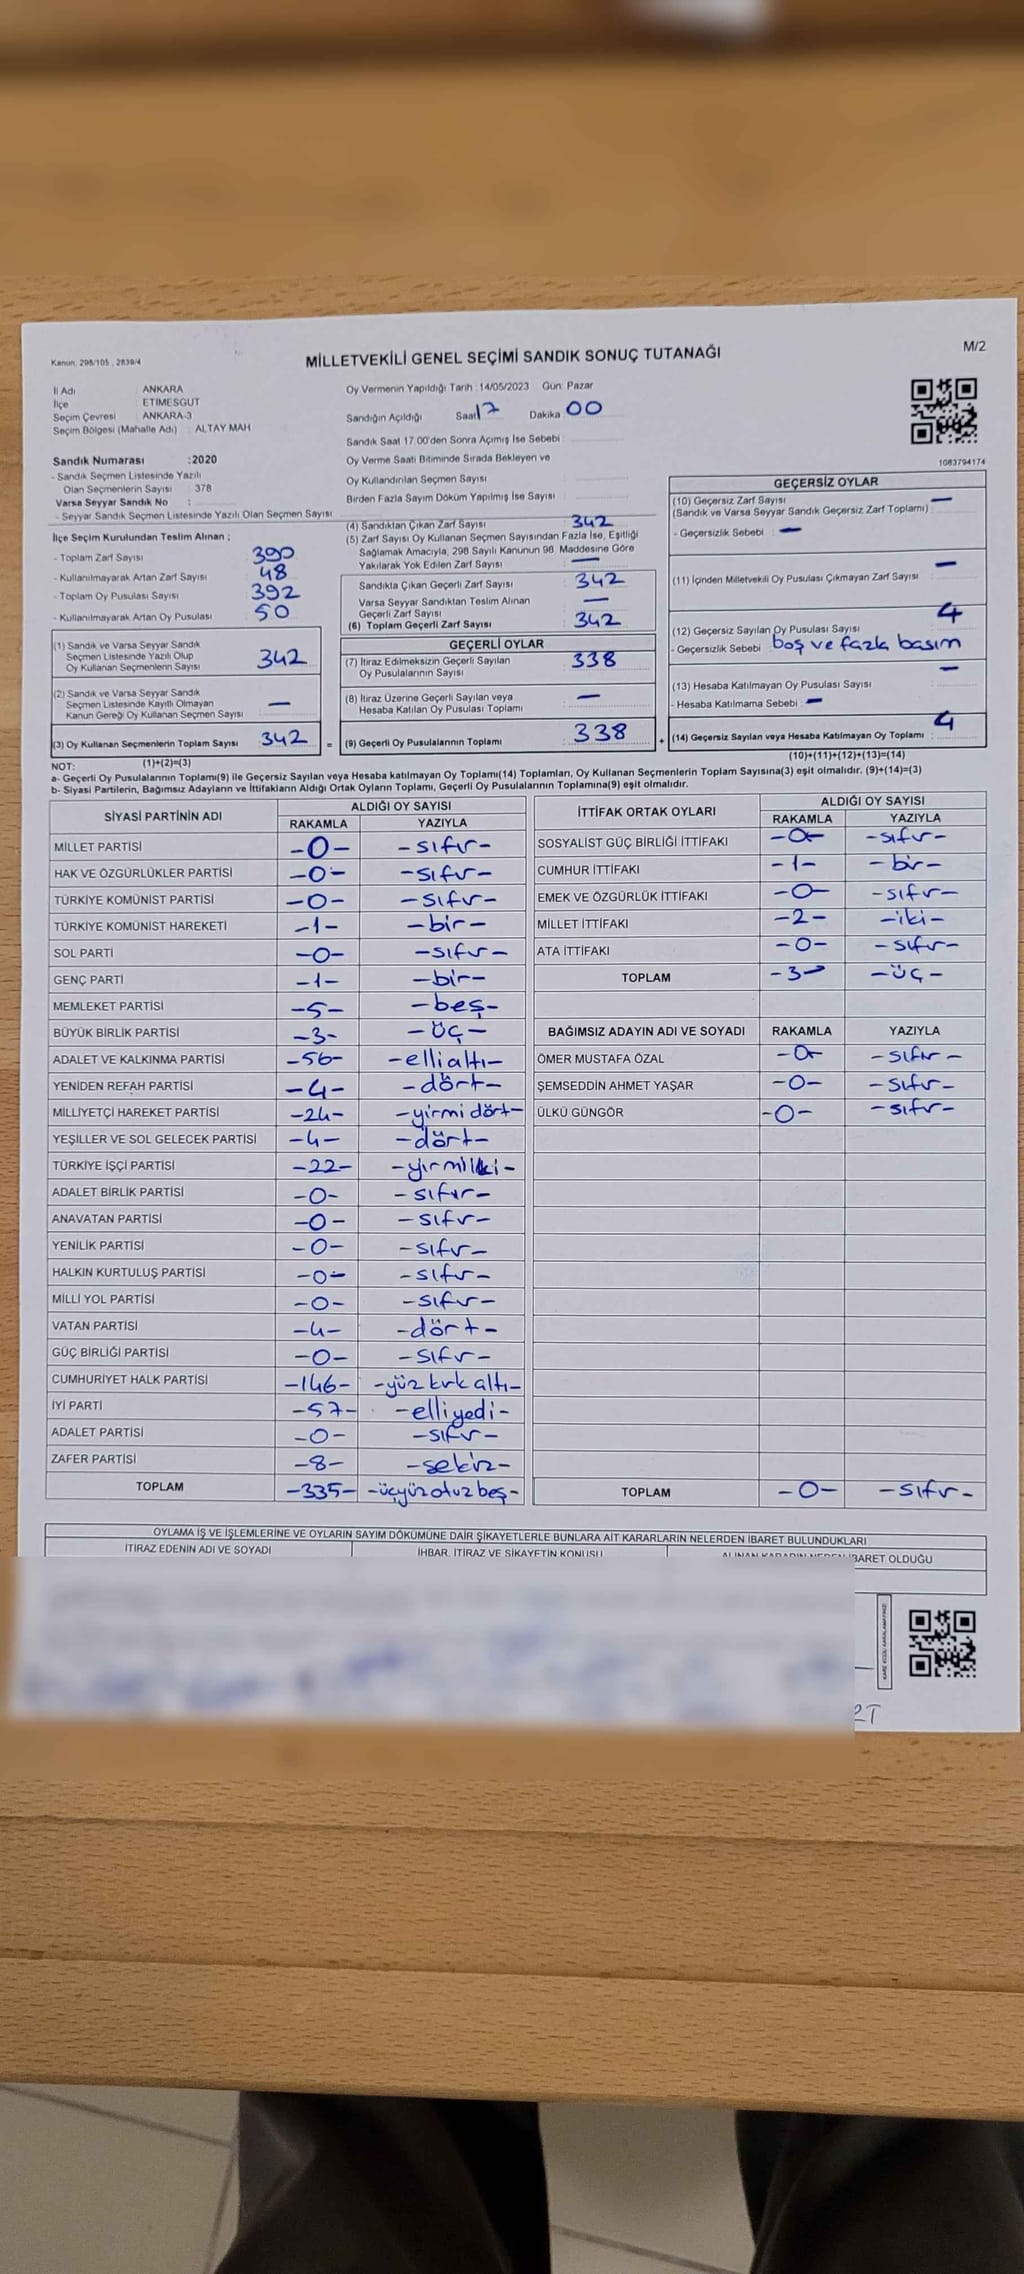 Kanun, 298/105 , 2839/4
MİLLETVEKİLİ GENEL SEÇİMİ SANDIK SONUÇ TUTANAĞI
M/2
İl Adı : ANKARA
İlçe : ETİMESGUT
Seçim Çevresi : ANKARA-3
Seçim Bölgesi (Mahalle Adı) : ALTAY MAH
Oy Vermenin Yapıldığı Tarih : 14/05/2023 Gün: Pazar
Sandığın Açıldığı Saat 17 Dakika 00
Sandık Saat 17.00'den Sonra Açımış İse Sebebi
Oy Verme Saati Bitiminde Sırada Bekleyen ve
Oy Kullandırılan Seçmen Sayısı
Birden Fazla Sayım Döküm Yapılmış İse Sayısı
1083794174
Sandık Numarası :2020
- Sandık Seçmen Listesinde Yazılı
Olan Seçmenlerin Sayısı : 378
Varsa Seyyar Sandık No :
- Seyyar Sandık Seçmen Listesinde Yazılı Olan Seçmen Sayısı :
İlçe Seçim Kurulundan Teslim Alınan ;
- Toplam Zarf Sayısı 390
- Kullanılmayarak Artan Zarf Sayısı 48
- Toplam Oy Pusulası Sayısı 392
- Kullanılmayarak Artan Oy Pusulası 50
(1) Sandık ve Varsa Seyyar Sandık
Seçmen Listesinde Yazılı Olup
Oy Kullanan Seçmenlerin Sayısı 342
(2) Sandık ve Varsa Seyyar Sandık
Seçmen Listesinde Kayıtlı Olmayan
Kanun Gereği Oy Kullanan Seçmen Sayısı —
(3) Oy Kullanan Seçmenlerin Toplam Sayısı 342 =
(1)+(2)=(3)
(4) Sandıktan Çıkan Zarf Sayısı 342
(5) Zarf Sayısı Oy Kullanan Seçmen Sayısından Fazla İse, Eşitliği
Sağlamak Amacıyla, 298 Sayılı Kanunun 98. Maddesine Göre
Yakılarak Yok Edilen Zarf Sayısı —
Sandıkta Çıkan Geçerli Zarf Sayısı 342
Varsa Seyyar Sandıktan Teslim Alınan
Geçerli Zarf Sayısı —
(6) Toplam Geçerli Zarf Sayısı 342
GEÇERLİ OYLAR
(7) İtiraz Edilmeksizin Geçerli Sayılan
Oy Pusulalarının Sayısı 338
(8) İtiraz Üzerine Geçerli Sayılan veya
Hesaba Katılan Oy Pusulası Toplamı —
(9) Geçerli Oy Pusulalarının Toplamı 338 +
GEÇERSİZ OYLAR
(10) Geçersiz Zarf Sayısı —
(Sandık ve Varsa Seyyar Sandık Geçersiz Zarf Toplamı)
- Geçersizlik Sebebi : —
(11) İçinden Milletvekili Oy Pusulası Çıkmayan Zarf Sayısı —
(12) Geçersiz Sayılan Oy Pusulası Sayısı 4
- Geçersizlik Sebebi boş ve fazla basım
(13) Hesaba Katılmayan Oy Pusulası Sayısı —
- Hesaba Katılmama Sebebi : —
(14) Geçersiz Sayılan veya Hesaba Katılmayan Oy Toplamı 4
(10)+(11)+(12)+(13)=(14)
NOT:
a- Geçerli Oy Pusulalarının Toplamı(9) ile Geçersiz Sayılan veya Hesaba katılmayan Oy Toplamı(14) Toplamları, Oy Kullanan Seçmenlerin Toplam Sayısına(3) eşit olmalıdır. (9)+(14)=(3)
b- Siyasi Partilerin, Bağımsız Adayların ve İttifakların Aldığı Ortak Oyların Toplamı, Geçerli Oy Pusulalarının Toplamına(9) eşit olmalıdır.
SİYASİ PARTİNİN ADI ALDIĞI OY SAYISI
RAKAMLA YAZIYLA
MİLLET PARTİSİ -0- -sıfır-
HAK VE ÖZGÜRLÜKLER PARTİSİ -0- -sıfır-
TÜRKİYE KOMÜNİST PARTİSİ -0- -sıfır-
TÜRKİYE KOMÜNİST HAREKETİ -1- -bir-
SOL PARTİ -0- -sıfır-
GENÇ PARTİ -1- -bir-
MEMLEKET PARTİSİ -5- -beş-
BÜYÜK BİRLİK PARTİSİ -3- -üç-
ADALET VE KALKINMA PARTİSİ -56- -elli altı-
YENİDEN REFAH PARTİSİ -4- -dört-
MİLLİYETÇİ HAREKET PARTİSİ -24- -yirmi dört-
YEŞİLLER VE SOL GELECEK PARTİSİ -4- -dört-
TÜRKİYE İŞÇİ PARTİSİ -22- -yirmi iki-
ADALET BİRLİK PARTİSİ -0- -sıfır-
ANAVATAN PARTİSİ -0- -sıfır-
YENİLİK PARTİSİ -0- -sıfır-
HALKIN KURTULUŞ PARTİSİ -0- -sıfır-
MİLLİ YOL PARTİSİ -0- -sıfır-
VATAN PARTİSİ -4- -dört-
GÜÇ BİRLİĞİ PARTİSİ -0- -sıfır-
CUMHURİYET HALK PARTİSİ -146- -yüz kırk altı-
İYİ PARTİ -57- -elli yedi-
ADALET PARTİSİ -0- -sıfır-
ZAFER PARTİSİ -8- -sekiz-
TOPLAM -335- -üçyüz otuz beş-
İTTİFAK ORTAK OYLARI ALDIĞI OY SAYISI
RAKAMLA YAZIYLA
SOSYALİST GÜÇ BİRLİĞİ İTTİFAKI -0- -sıfır-
CUMHUR İTTİFAKI -1- -bir-
EMEK VE ÖZGÜRLÜK İTTİFAKI -0- -sıfır-
MİLLET İTTİFAKI -2- -iki-
ATA İTTİFAKI -0- -sıfır-
TOPLAM -3- -üç-
BAĞIMSIZ ADAYIN ADI VE SOYADI RAKAMLA YAZIYLA
ÖMER MUSTAFA ÖZAL -0- -sıfır-
ŞEMSEDDİN AHMET YAŞAR -0- -sıfır-
ÜLKÜ GÜNGÖR -0- -sıfır-
TOPLAM -0- -sıfır-
OYLAMA İŞ VE İŞLEMLERİNE VE OYLARIN SAYIM DÖKÜMÜNE DAİR ŞİKAYETLERLE BUNLARA AİT KARARLARIN NELERDEN İBARET BULUNDUKLARI
İTİRAZ EDENİN ADI VE SOYADI İHBAR, İTİRAZ VE ŞİKAYETİN KONUSU ALINAN KARARIN NEDEN İBARET OLDUĞU